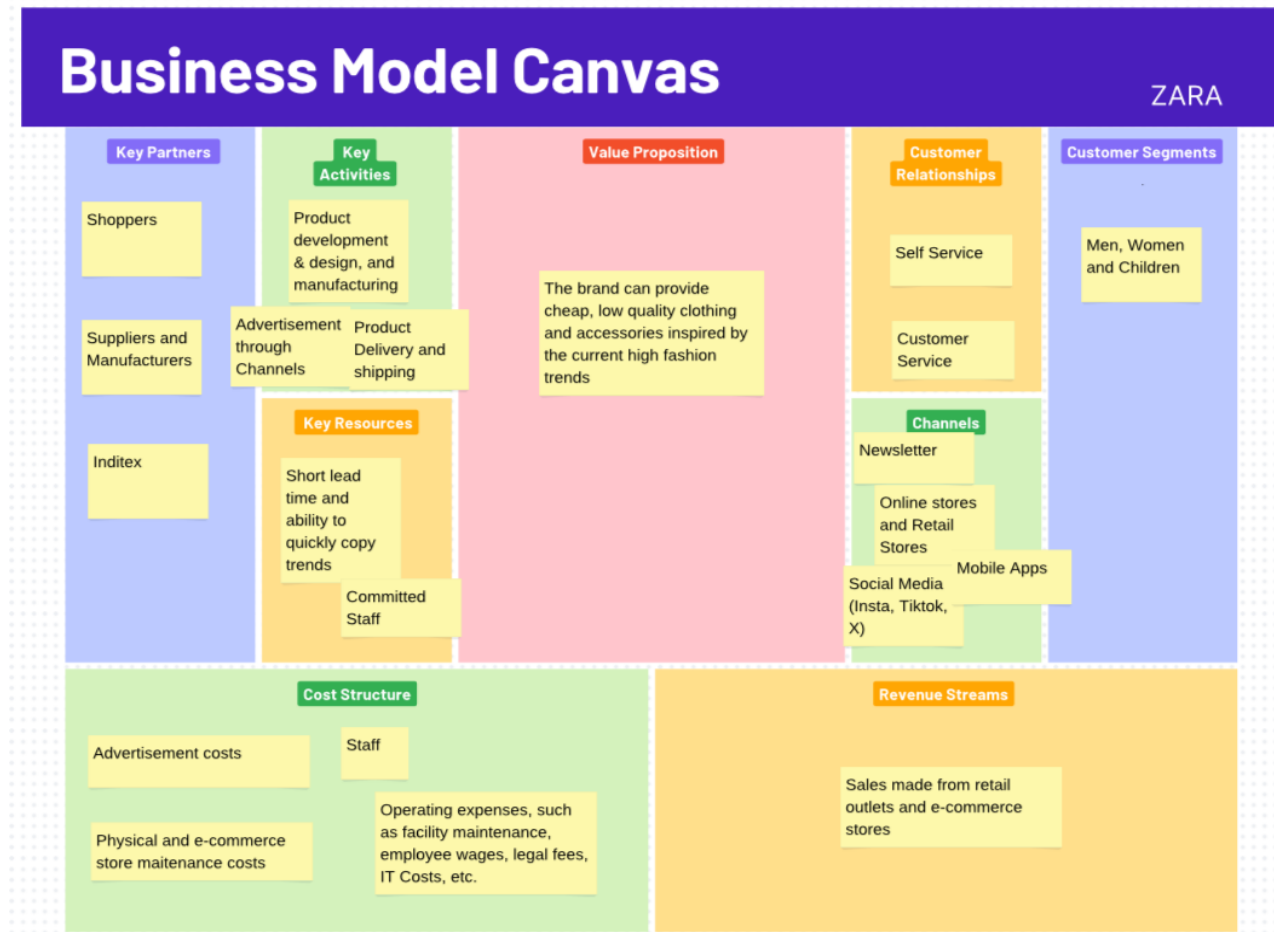 Business Model Canvas
ZARA
Key Partners
Shoppers
Suppliers and
Manufacturers
Inditex
Key
Activities
Product
development
& design, and
manufacturing
Advertisement
through
Channels
Product
Delivery and
shipping
Key Resources
Short lead
time and
ability to
quickly copy
trends
Committed
Staff
Value Proposition
The brand can provide
cheap, low quality clothing
and accessories inspired by
the current high fashion
trends
Customer
Relationships
Self Service
Customer
Service
Channels
Newsletter
Online stores
and Retail
Stores
Mobile Apps
Social Media
(Insta, Tiktok,
X)
Customer Segments
Men, Women
and Children
Cost Structure
Advertisement costs
Staff
Physical and e-commerce
store maitenance costs
Operating expenses, such
as facility maintenance,
employee wages, legal fees,
IT Costs, etc.
Revenue Streams
Sales made from retail
outlets and e-commerce
stores